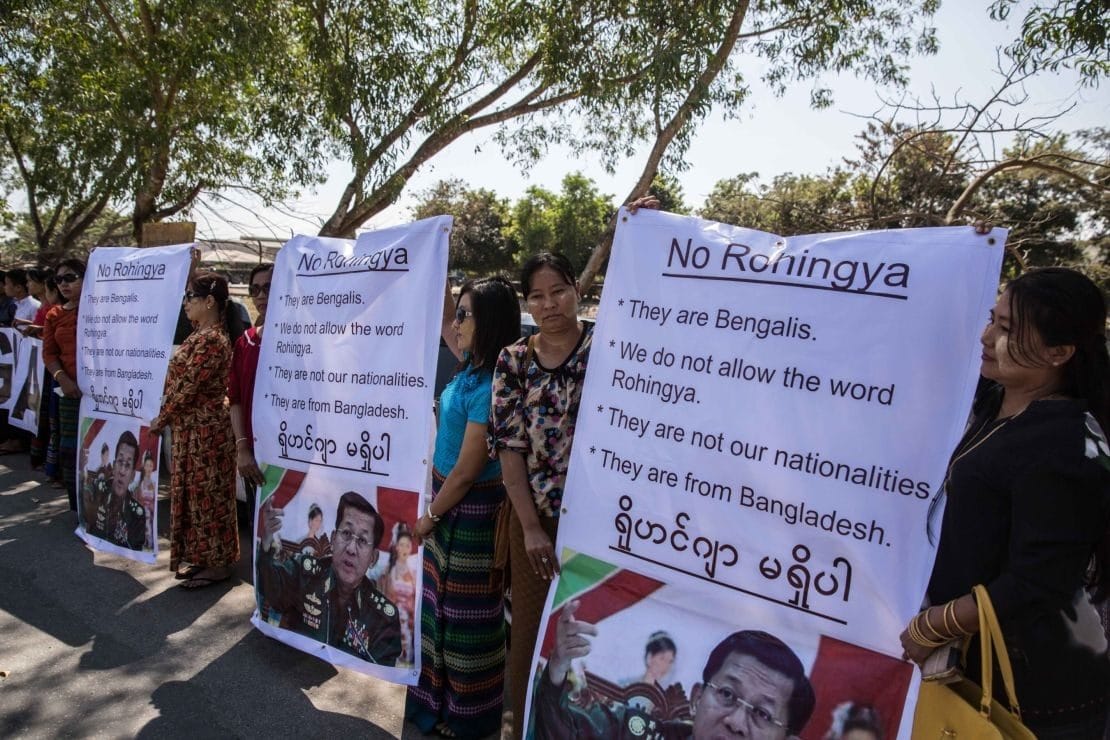 No Rohingya
* They are Bengalis.
* We do not allow the word
Rohingya.
* They are not our nationalities
* They are from Bangladesh.
ရိုဟင်ဂျာ မရှိပါ
No Rohingya
* They are Bengalis.
* We do not allow the word
Rohingya.
* They are not our nationalities.
* They are from Bangladesh.
ရိုဟင်ဂျာ မရှိပါ
No Rohingya
* They are Bengalis.
* We do not allow the word
Rohingya.
* They are not our nationalities.
* They are from Bangladesh.
ရိုဟင်ဂျာ မရှိပါ